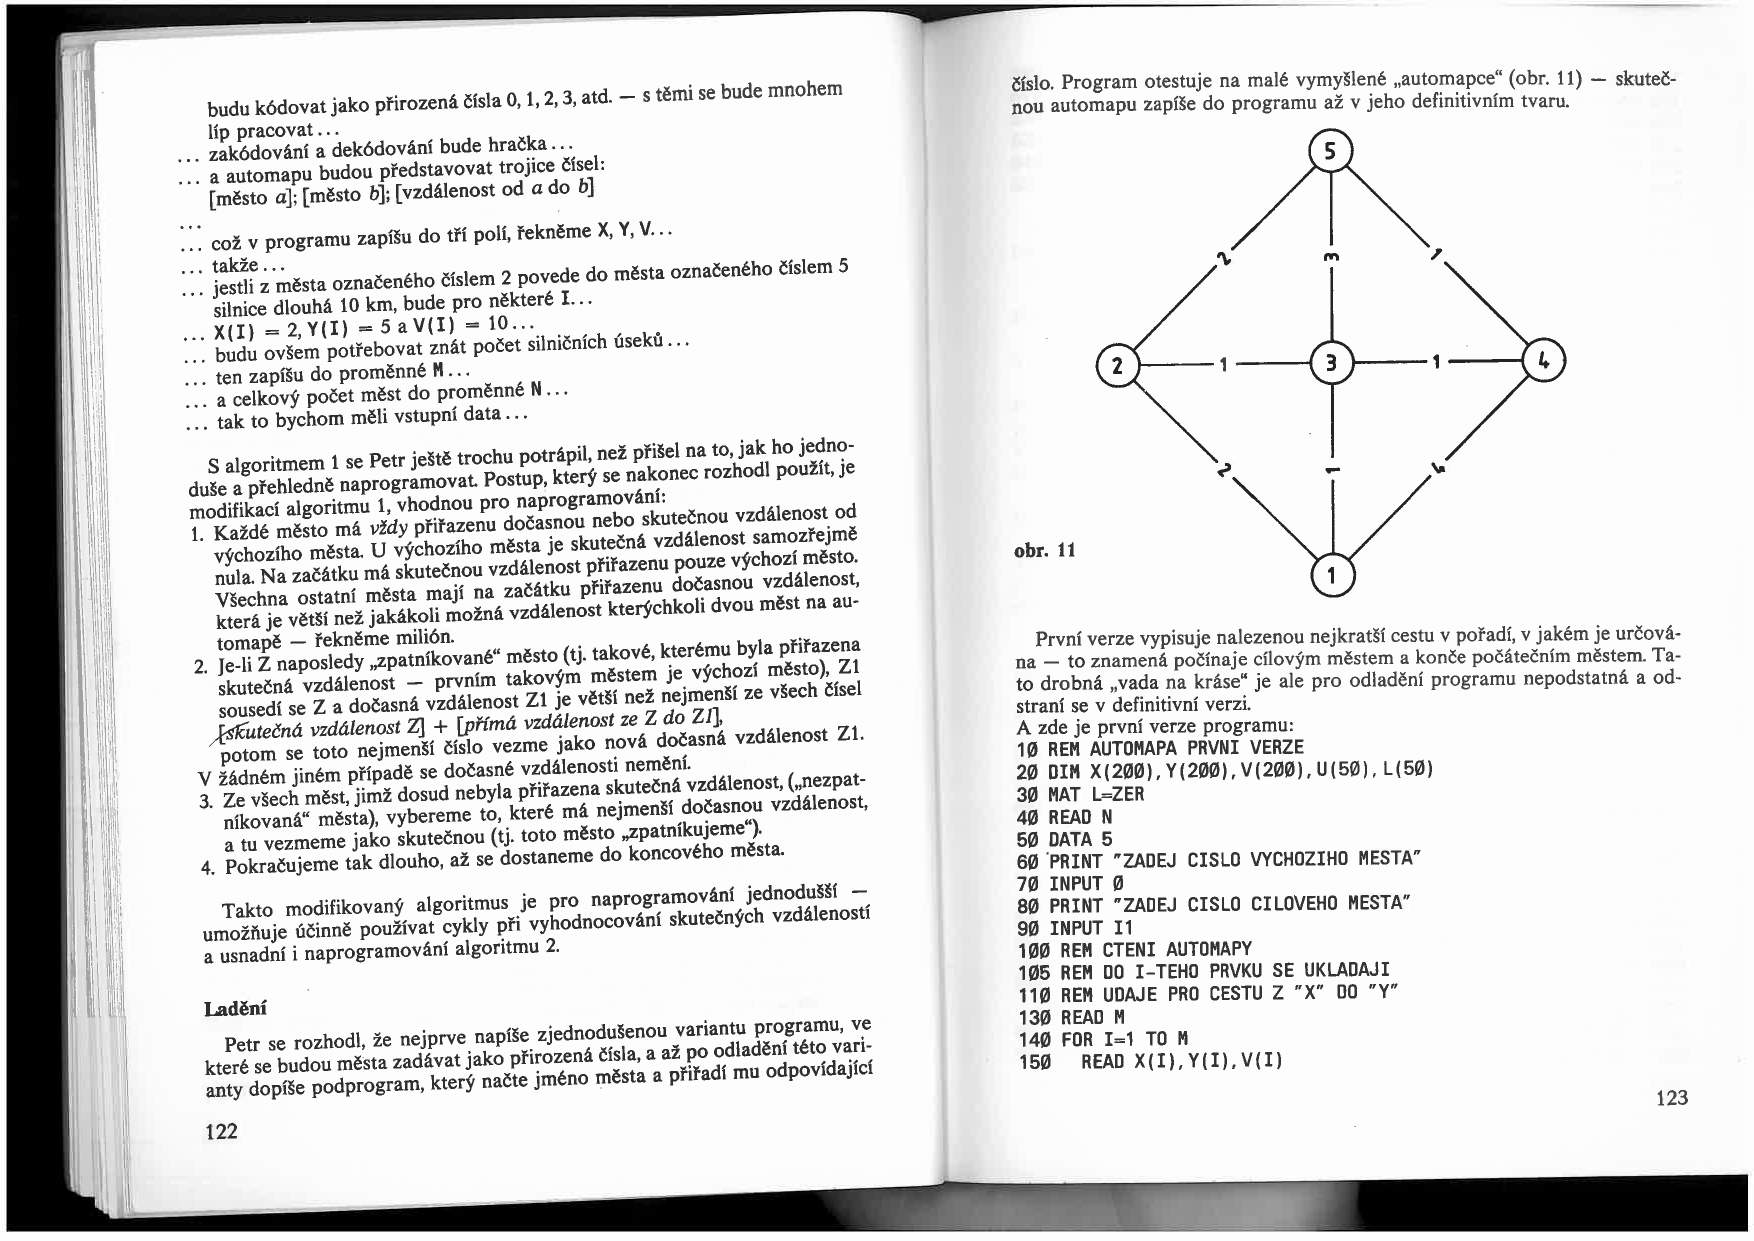 budu kódovat jako přirozená čísla 0, 1, 2, 3, atd. — s těmi se bude mnohem
líp pracovat...
... zakódování a dekódování bude hračka...
... a automapu budou představovat trojice čísel:
[město a]; [město b]; [vzdálenost od a do b]
...
... což v programu zapíšu do tří polí, řekněme X, Y, V...
... takže...
... jestli z města označeného číslem 2 povede do města označeného číslem 5
silnice dlouhá 10 km, bude pro některé I...
... X(I) = 2, Y(I) = 5 a V(I) = 10...
... budu ovšem potřebovat znát počet silničních úseků...
... ten zapíšu do proměnné M...
... a celkový počet měst do proměnné N...
... tak to bychom měli vstupní data...
S algoritmem 1 se Petr ještě trochu potrápil, než přišel na to, jak ho jedno-
duše a přehledně naprogramovat. Postup, který se nakonec rozhodl použít, je
modifikací algoritmu 1, vhodnou pro naprogramování:
1. Každé město má vždy přiřazenu dočasnou nebo skutečnou vzdálenost od
výchozího města. U výchozího města je skutečná vzdálenost samozřejmě
nula. Na začátku má skutečnou vzdálenost přiřazenu pouze výchozí město.
Všechna ostatní města mají na začátku přiřazenu dočasnou vzdálenost,
která je větší než jakákoli možná vzdálenost kterýchkoli dvou měst na au-
tomapě — řekněme milión.
2. Je-li Z naposledy „zpatníkované“ město (tj. takové, kterému byla přiřazena
skutečná vzdálenost — prvním takovým městem je výchozí město), Z1
sousedí se Z a dočasná vzdálenost Z1 je větší než nejmenší ze všech čísel
[skutečná vzdálenost Z] + [přímá vzdálenost ze Z do Z1],
potom se toto nejmenší číslo vezme jako nová dočasná vzdálenost Z1.
V žádném jiném případě se dočasné vzdálenosti nemění.
3. Ze všech měst, jimž dosud nebyla přiřazena skutečná vzdálenost, („nezpat-
níkovaná“ města), vybereme to, které má nejmenší dočasnou vzdálenost,
a tu vezmeme jako skutečnou (tj. toto město „zpatníkujeme“).
4. Pokračujeme tak dlouho, až se dostaneme do koncového města.
Takto modifikovaný algoritmus je pro naprogramování jednodušší —
umožňuje účinně používat cykly při vyhodnocování skutečných vzdáleností
a usnadní i naprogramování algoritmu 2.
Ladění
Petr se rozhodl, že nejprve napíše zjednodušenou variantu programu, ve
které se budou města zadávat jako přirozená čísla, a až po odladění této vari-
anty dopíše podprogram, který načte jméno města a přiřadí mu odpovídající
122
číslo. Program otestuje na malé vymyšlené „automapce“ (obr. 11) — skuteč-
nou automapu zapíše do programu až v jeho definitivním tvaru.
5
2 3 1
2 1 3 1 4
2 1 4
obr. 11
1
První verze vypisuje nalezenou nejkratší cestu v pořadí, v jakém je určová-
na — to znamená počínaje cílovým městem a konče počátečním městem. Ta-
to drobná „vada na kráse“ je ale pro odladění programu nepodstatná a od-
straní se v definitivní verzi.
A zde je první verze programu:
10 REM AUTOMAPA PRVNI VERZE
20 DIM X(200),Y(200),V(200),U(50),L(50)
30 MAT L=ZER
40 READ N
50 DATA 5
60 PRINT "ZADEJ CISLO VYCHOZIHO MESTA"
70 INPUT 0
80 PRINT "ZADEJ CISLO CILOVEHO MESTA"
90 INPUT I1
100 REM CTENI AUTOMAPY
105 REM DO I-TEHO PRVKU SE UKLADAJI
110 REM UDAJE PRO CESTU Z "X" DO "Y"
130 READ M
140 FOR I=1 TO M
150 READ X(I),Y(I),V(I)
123